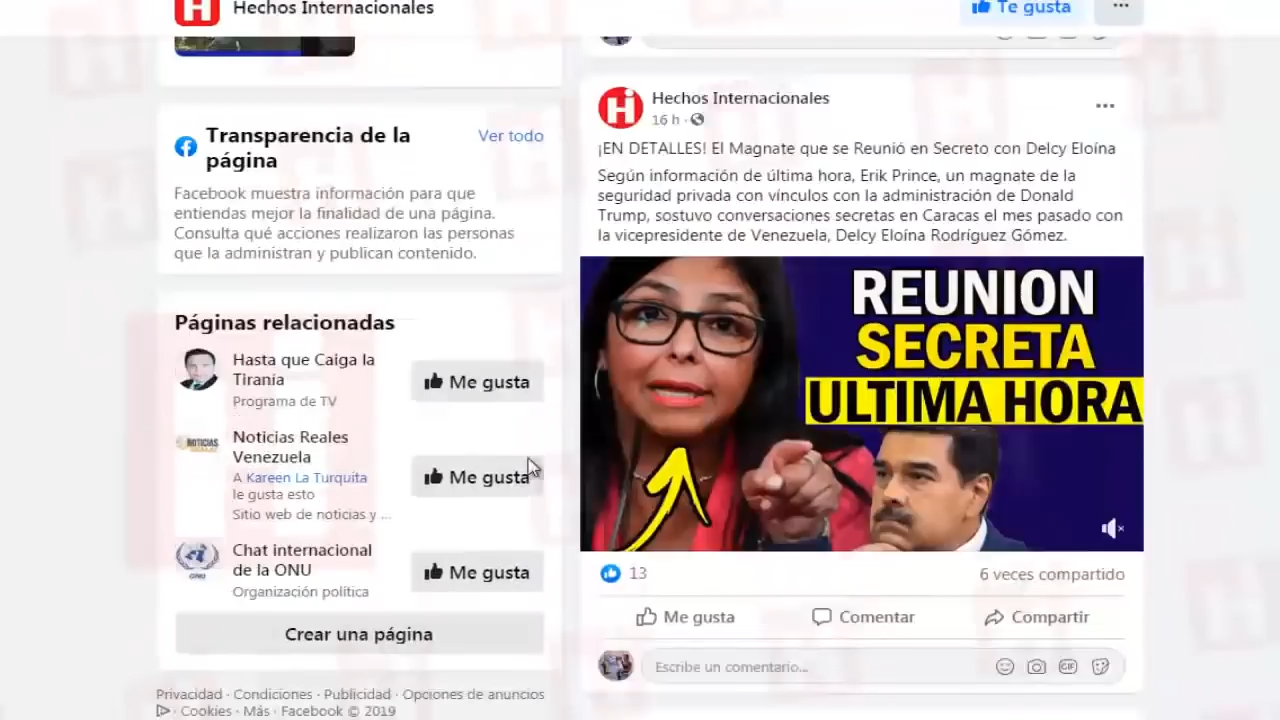 Hechos Internacionales
Te gusta
Transparencia de la
página
Ver todo
Facebook muestra información para que
entiendas mejor la finalidad de una página.
Consulta qué acciones realizaron las personas
que la administran y publican contenido.
Páginas relacionadas
Hasta que Caiga la
Tiranía
Programa de TV
Me gusta
NOTICIAS
Noticias Reales
Venezuela
A Kareen La Turquita
le gusta esto
Sitio web de noticias y ...
Me gusta
ONU
Chat internacional
de la ONU
Organización política
Me gusta
Crear una página
Privacidad · Condiciones · Publicidad · Opciones de anuncios
· Cookies · Más · Facebook © 2019
Hechos Internacionales
16 h ·
¡EN DETALLES! El Magnate que se Reunió en Secreto con Delcy Eloína
Según información de última hora, Erik Prince, un magnate de la
seguridad privada con vínculos con la administración de Donald
Trump, sostuvo conversaciones secretas en Caracas el mes pasado con
la vicepresidente de Venezuela, Delcy Eloína Rodríguez Gómez.
REUNION
SECRETA
ULTIMA HORA
13
6 veces compartido
Me gusta
Comentar
Compartir
Escribe un comentario...
GIF